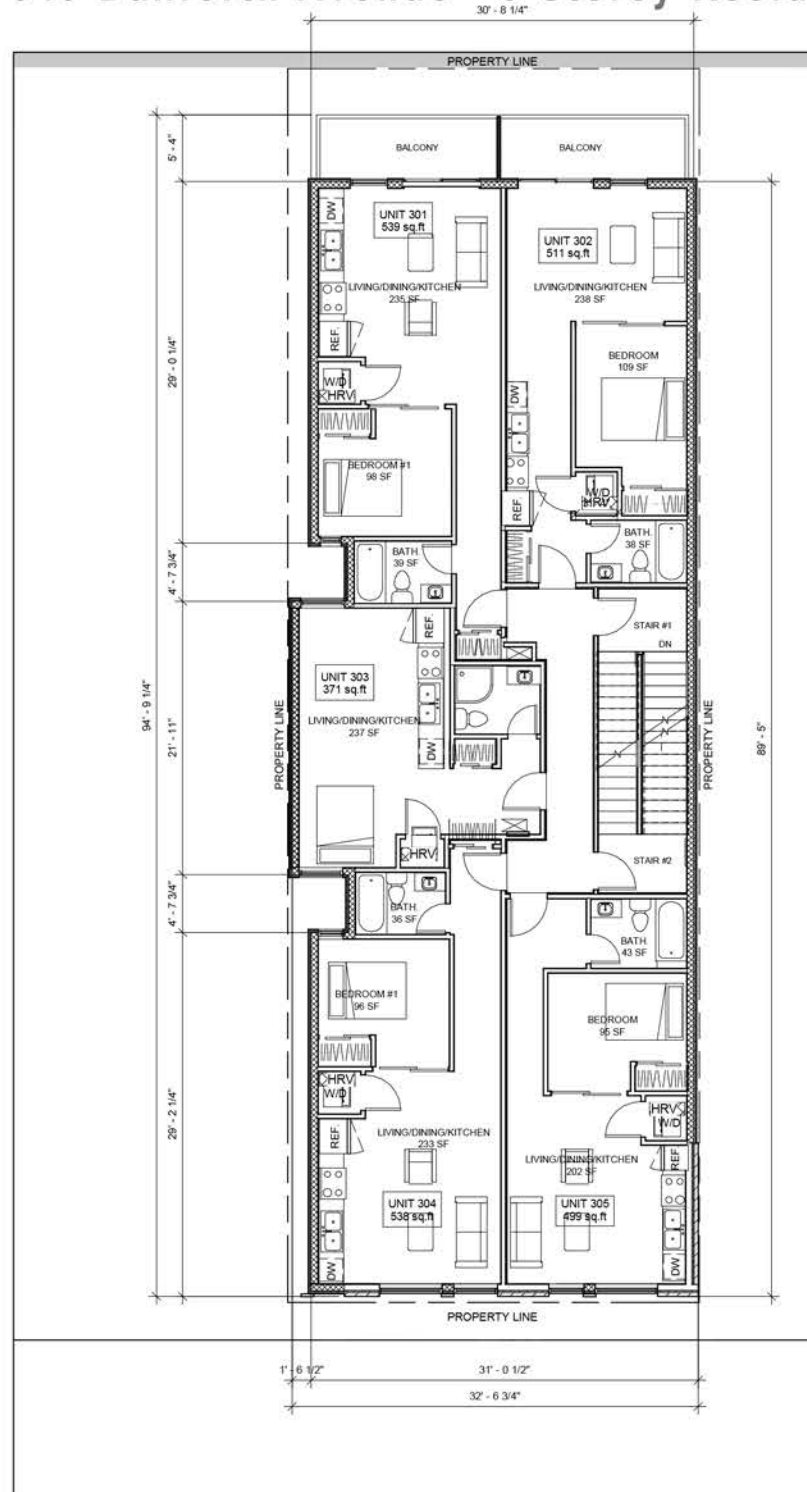 30' - 8 1/4"
PROPERTY LINE
5' - 4"
BALCONY
BALCONY
DW
UNIT 301
539 sq.ft
LIVING/DINING/KITCHEN
235 SF
REF.
W/D
HRV
BEDROOM #1
98 SF
BATH.
39 SF
UNIT 302
511 sq.ft
LIVING/DINING/KITCHEN
238 SF
BEDROOM
109 SF
DW
W/D
HRV
REF.
BATH.
38 SF
29' - 0 1/4"
4' - 7 3/4"
94' - 9 1/4"
21' - 11"
PROPERTY LINE
REF.
UNIT 303
371 sq.ft
LIVING/DINING/KITCHEN
237 SF
DW
HRV
STAIR #1
DN
STAIR #2
PROPERTY LINE
89' - 5"
4' - 7 3/4"
BATH.
36 SF
BEDROOM #1
96 SF
HRV
W/D
REF.
LIVING/DINING/KITCHEN
233 SF
UNIT 304
538 sq.ft
DW
BATH.
43 SF
BEDROOM
95 SF
HRV
W/D
REF.
LIVING/DINING/KITCHEN
202 SF
UNIT 305
499 sq.ft
DW
29' - 2 1/4"
PROPERTY LINE
1' - 6 1/2"
31' - 0 1/2"
32' - 6 3/4"